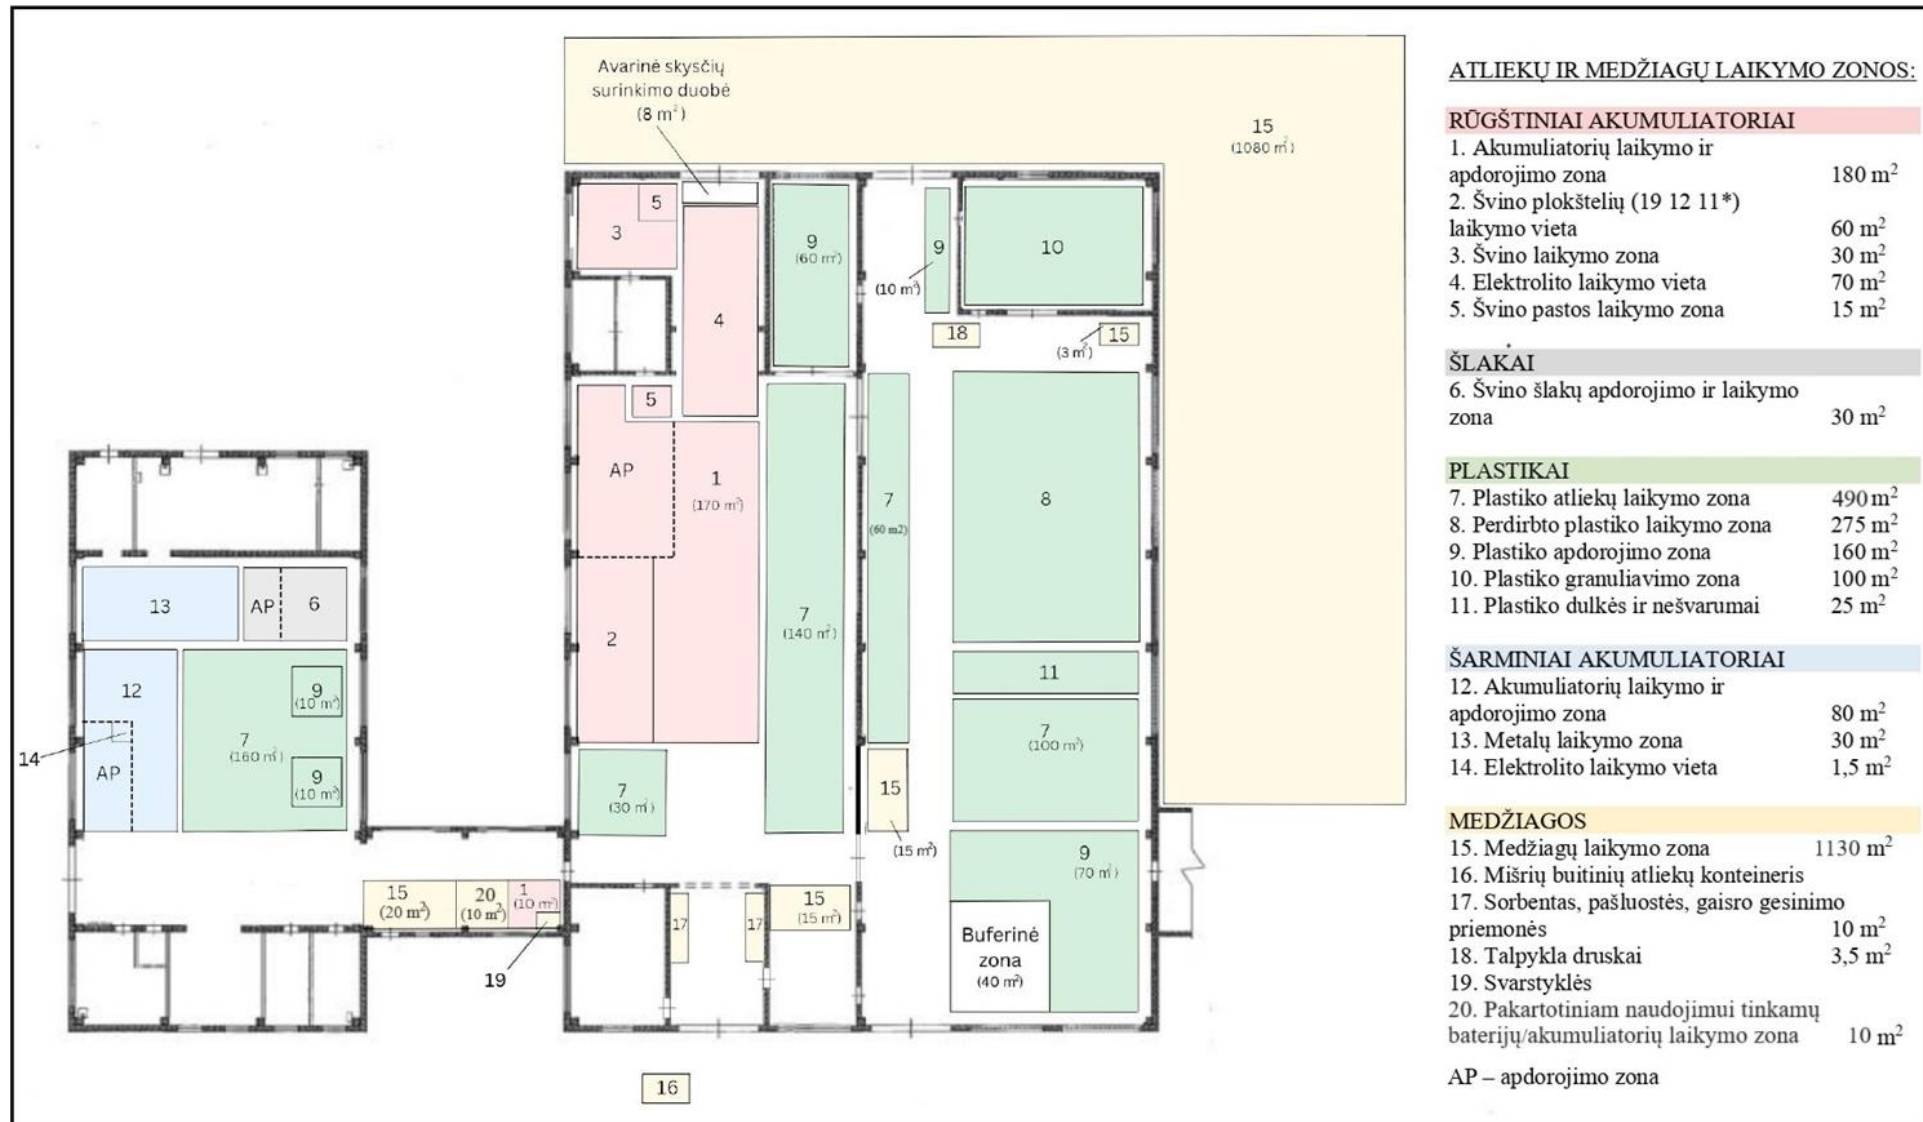 Avarinė skysčių
surinkimo duobė
(8 m²)
15
(1080 m²)
5
3
4
9
(60 m²)
9
(10 m²)
10
18
15
(3 m²)
5
AP
1
(170 m²)
2
7
(140 m²)
7
(60 m2)
8
11
7
(100 m²)
7
(30 m²)
15
(15 m²)
9
(70 m²)
Buferinė
zona
(40 m²)
13
AP
6
12
14
AP
7
(160 m²)
9
(10 m²)
9
(10 m²)
15
(20 m²)
20
(10 m²)
1
(10 m²)
19
17
17
15
(15 m²)
16
ATLIEKŲ IR MEDŽIAGŲ LAIKYMO ZONOS:
RŪGŠTINIAI AKUMULIATORIAI
1. Akumuliatorių laikymo ir
apdorojimo zona 180 m²
2. Švino plokštelių (19 12 11*)
laikymo vieta 60 m²
3. Švino laikymo zona 30 m²
4. Elektrolito laikymo vieta 70 m²
5. Švino pastos laikymo zona 15 m²
ŠLAKAI
6. Švino šlakų apdorojimo ir laikymo
zona 30 m²
PLASTIKAI
7. Plastiko atliekų laikymo zona 490 m²
8. Perdirbto plastiko laikymo zona 275 m²
9. Plastiko apdorojimo zona 160 m²
10. Plastiko granuliavimo zona 100 m²
11. Plastiko dulkės ir nešvarumai 25 m²
ŠARMINIAI AKUMULIATORIAI
12. Akumuliatorių laikymo ir
apdorojimo zona 80 m²
13. Metalų laikymo zona 30 m²
14. Elektrolito laikymo vieta 1,5 m²
MEDŽIAGOS
15. Medžiagų laikymo zona 1130 m²
16. Mišrių buitinių atliekų konteineris
17. Sorbentas, pašluostės, gaisro gesinimo
priemonės 10 m²
18. Talpykla druskai 3,5 m²
19. Svarstyklės
20. Pakartotiniam naudojimui tinkamų
baterijų/akumuliatorių laikymo zona 10 m²
AP – apdorojimo zona